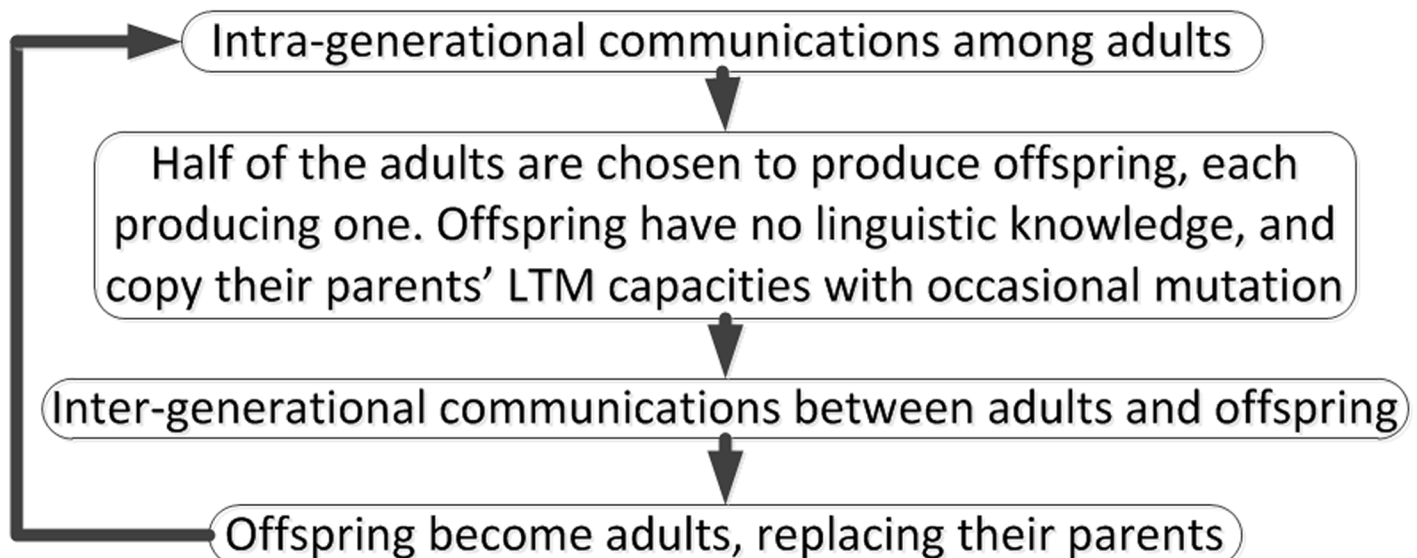 Intra-generational communications among adults
Half of the adults are chosen to produce offspring, each
producing one. Offspring have no linguistic knowledge, and
copy their parents’ LTM capacities with occasional mutation
Inter-generational communications between adults and offspring
Offspring become adults, replacing their parents